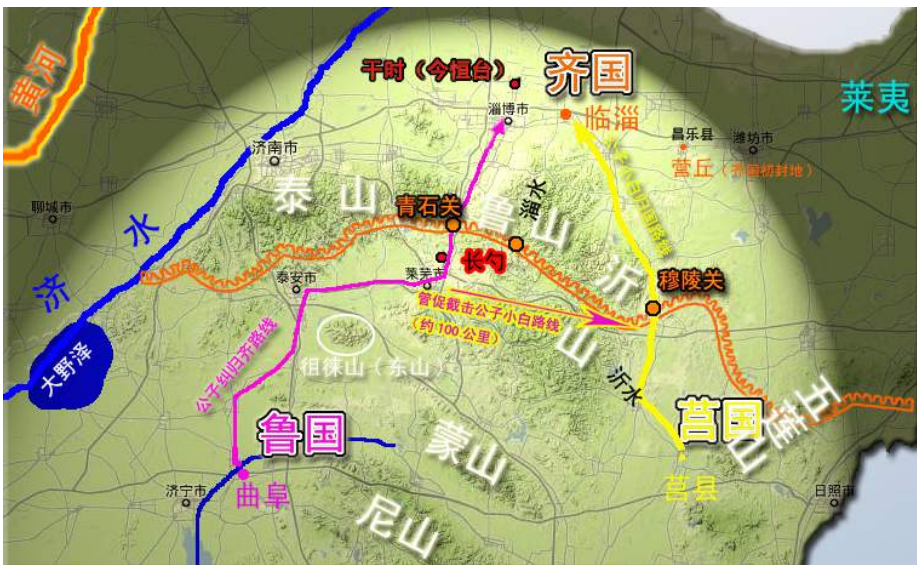 黄河
干时（今恒台）
齐国
莱夷
淄博市
临淄
昌乐县
潍坊市
营丘（齐国初封地）
济南市
聊城市
泰山
青石关
鲁山
淄水
公子小白归国路线
济水
长勺
沂山
穆陵关
泰安市
莱芜市
管促截击公子小白路线
（约100公里）
大野泽
公子纠归齐路线
徂徕山（东山）
沂水
鲁国
莒国
五莲山
蒙山
济宁市
曲阜
莒县
日照市
尼山